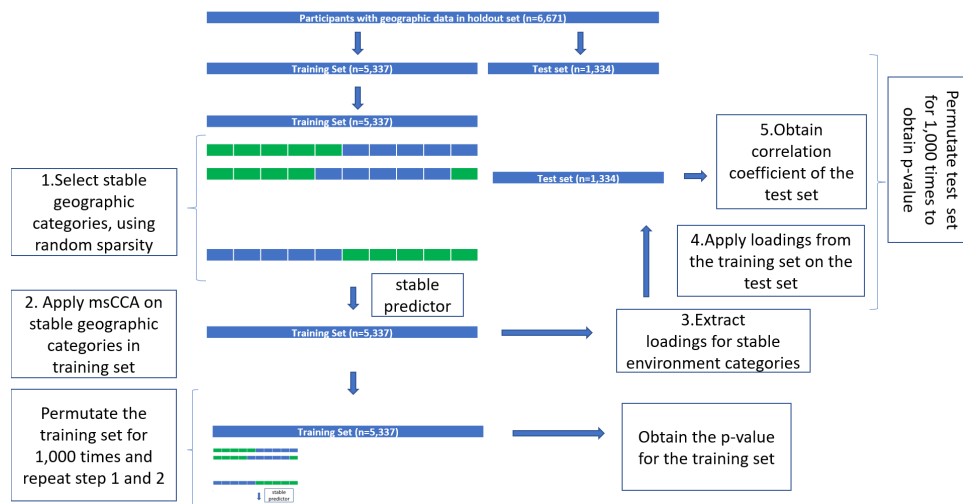 Participants with geographic data in holdout set (n=6,671)
Training Set (n=5,337)
Test set (n=1,334)
Training Set (n=5,337)
1.Select stable
geographic
categories, using
random sparsity
Test set (n=1,334)
5.Obtain
correlation
coefficient of the
test set
Permutate test set
for 1,000 times to
obtain p-value
4.Apply loadings from
the training set on the
test set
stable
predictor
2. Apply msCCA on
stable geographic
categories in
training set
Training Set (n=5,337)
3.Extract
loadings for stable
environment categories
Permutate the
training set for
1,000 times and
repeat step 1 and 2
Training Set (n=5,337)
Obtain the p-value
for the training set
stable
predictor